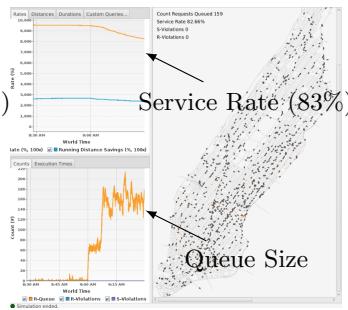 Rates Distances Durations Custom Queries...
10,000
9,000
8,000
7,000
6,000
5,000
4,000
3,000
2,000
1,000
0
Rate (%)
8:30 AM 9:00 AM
World Time
late (%, 100x) Running Distance Savings (%, 100x)
Counts Execution Times
220
200
180
160
140
120
100
80
60
40
20
0
Count (#)
8:30 AM 8:45 AM 9:00 AM 9:15 AM
World Time
R-Queue R-Violations S-Violations
Simulation ended.
Count Requests Queued 159
Service Rate 82.66%
S-Violations 0
R-Violations 0
)
Service Rate (83%)
Queue Size